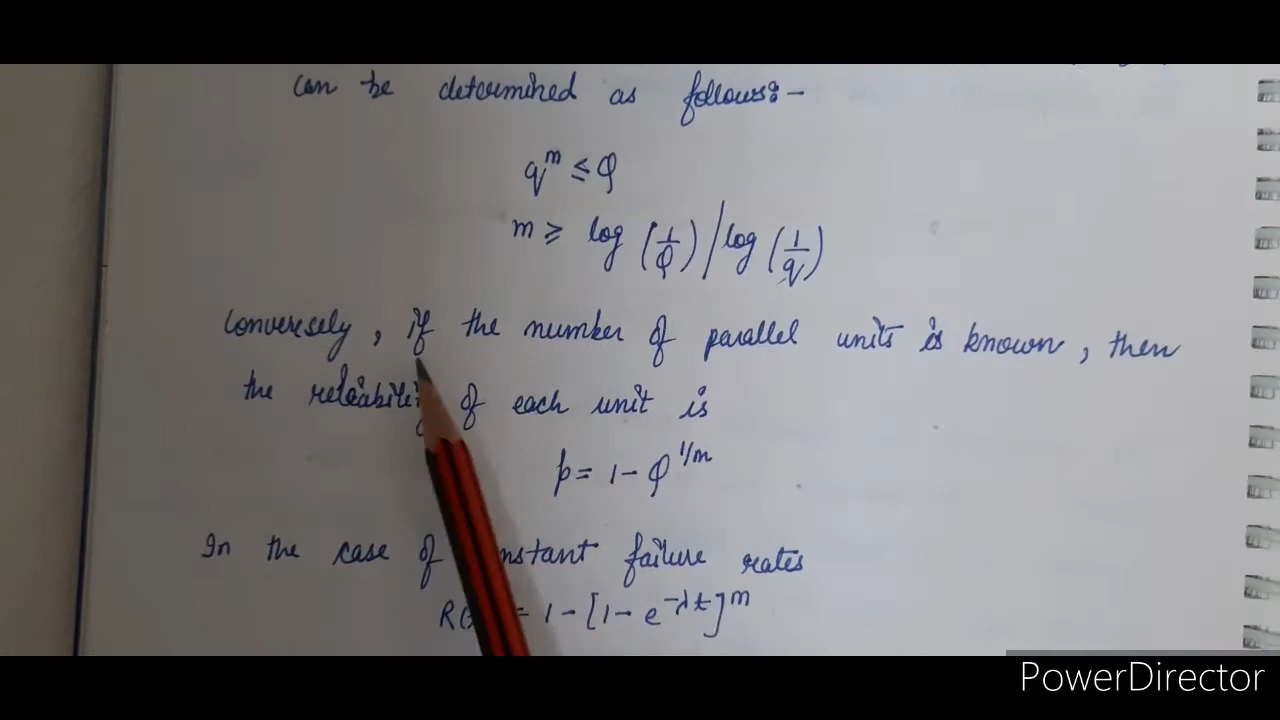 can be determined as follows:-
q^m ≤ Q
m ≥ log (1/Q) / log (1/q)
Conversely, if the number of parallel units is known, then
the reliability of each unit is
p = 1 - Q^1/m
In the case of constant failure rates
= 1 - [1 - e^-λt]^m
PowerDirector